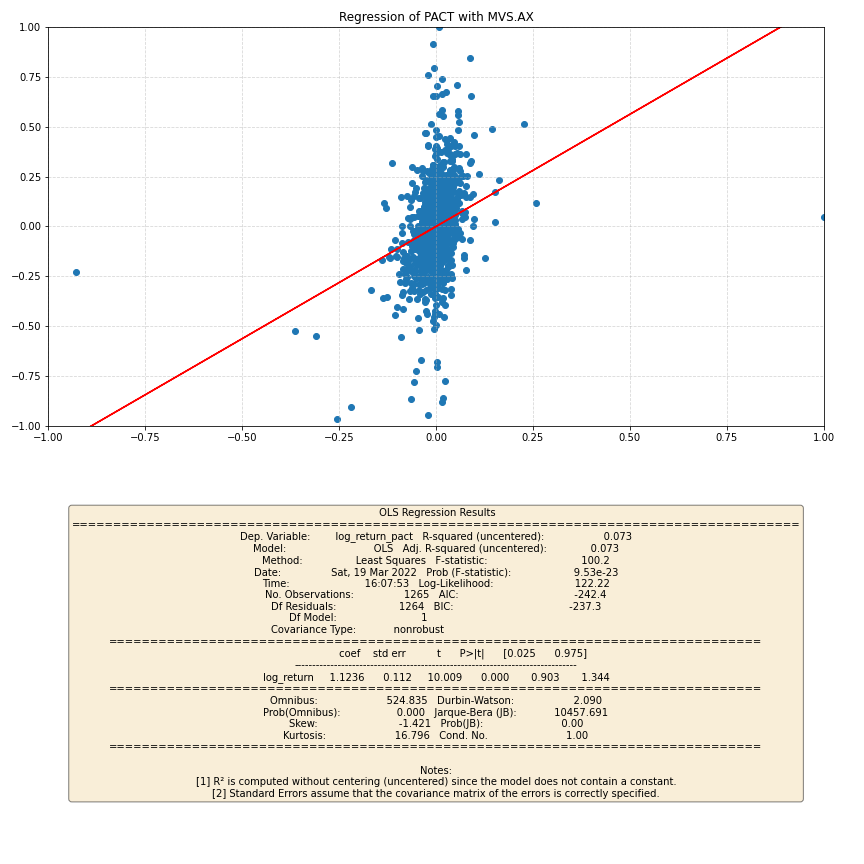 Regression of PACT with MVS.AX
1.00
0.75
0.50
0.25
0.00
−0.25
−0.50
−0.75
−1.00
−1.00 −0.75 −0.50 −0.25 0.00 0.25 0.50 0.75 1.00
OLS Regression Results
==============================================================================
Dep. Variable: log_return_pact R-squared (uncentered): 0.073
Model: OLS Adj. R-squared (uncentered): 0.073
Method: Least Squares F-statistic: 100.2
Date: Sat, 19 Mar 2022 Prob (F-statistic): 9.53e-23
Time: 16:07:53 Log-Likelihood: 122.22
No. Observations: 1265 AIC: -242.4
Df Residuals: 1264 BIC: -237.3
Df Model: 1
Covariance Type: nonrobust
==============================================================================
coef std err t P>|t| [0.025 0.975]
------------------------------------------------------------------------------
log_return 1.1236 0.112 10.009 0.000 0.903 1.344
==============================================================================
Omnibus: 524.835 Durbin-Watson: 2.090
Prob(Omnibus): 0.000 Jarque-Bera (JB): 10457.691
Skew: -1.421 Prob(JB): 0.00
Kurtosis: 16.796 Cond. No. 1.00
==============================================================================
Notes:
[1] R² is computed without centering (uncentered) since the model does not contain a constant.
[2] Standard Errors assume that the covariance matrix of the errors is correctly specified.